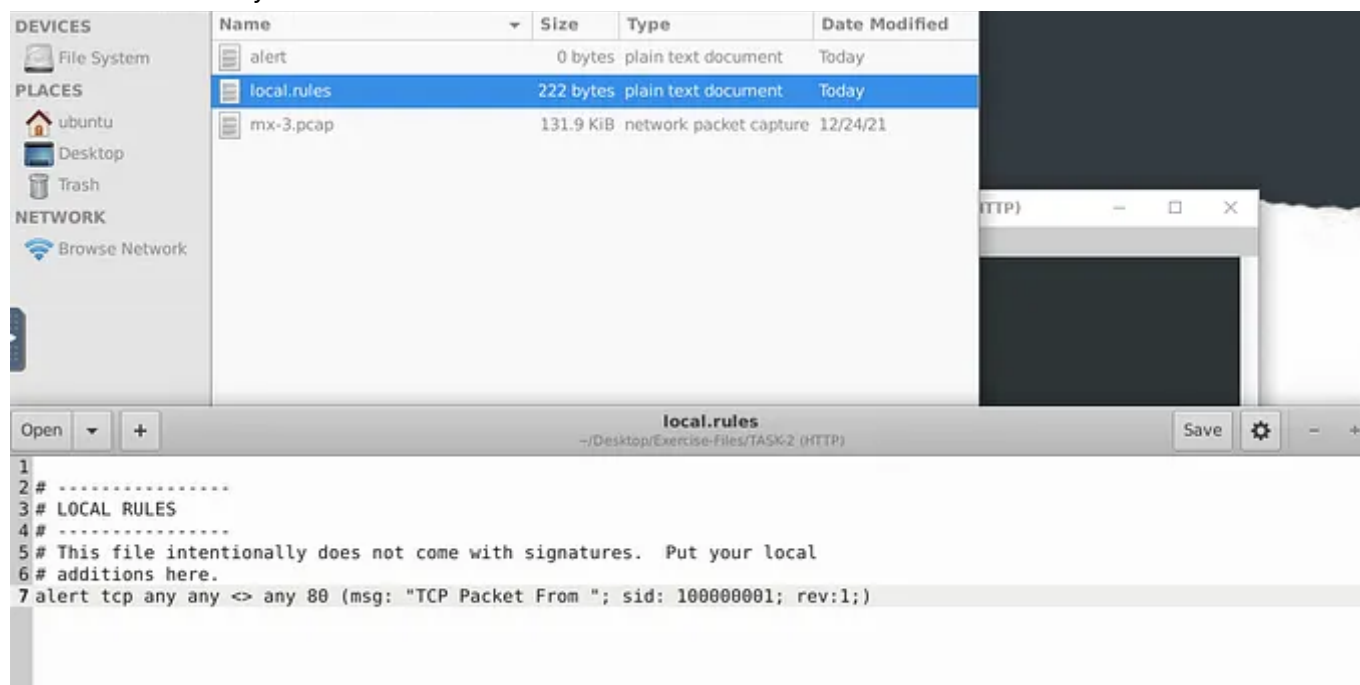 DEVICES
File System
PLACES
ubuntu
Desktop
Trash
NETWORK
Browse Network
Name Size Type Date Modified
alert 0 bytes plain text document Today
local.rules 222 bytes plain text document Today
mx-3.pcap 131.9 KiB network packet capture 12/24/21
TTP)
Open + local.rules Save
~/Desktop/Exercise-Files/TASK-2 (HTTP)
1
2 # ----------------
3 # LOCAL RULES
4 # ----------------
5 # This file intentionally does not come with signatures.  Put your local
6 # additions here.
7 alert tcp any any <> any 80 (msg: "TCP Packet From "; sid: 100000001; rev:1;)